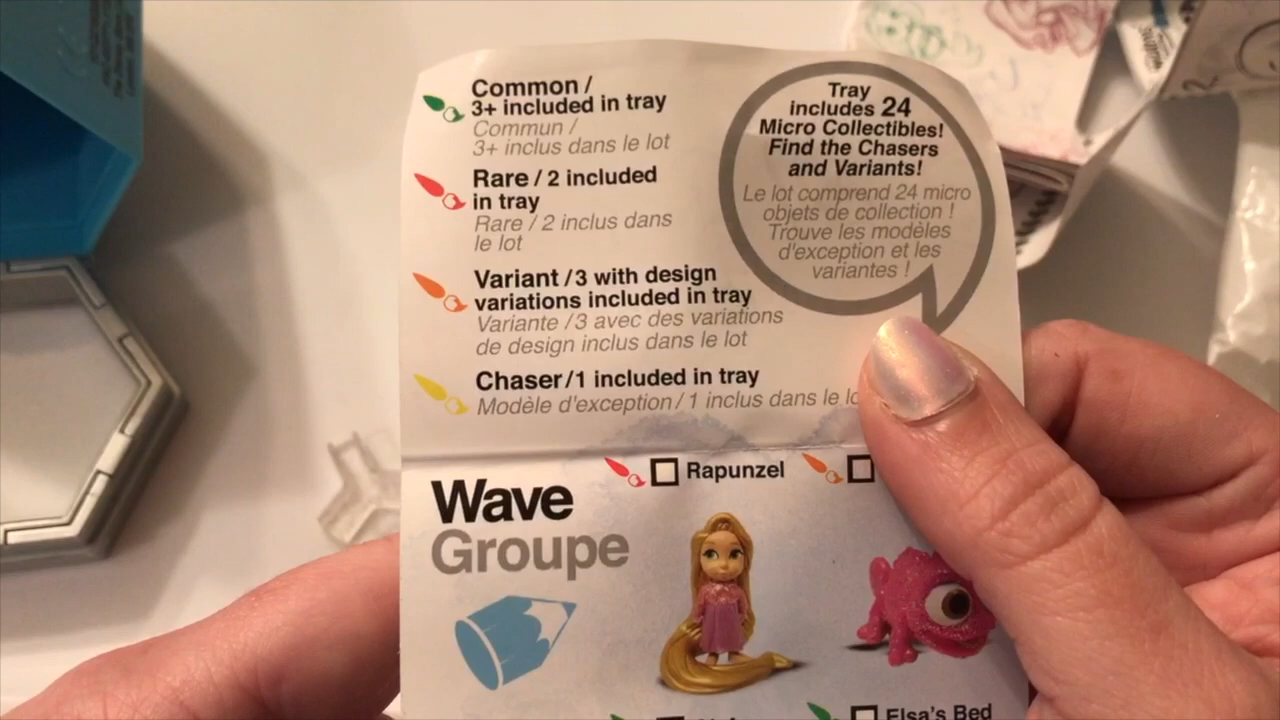 Common /
3+ included in tray
Commun /
3+ inclus dans le lot
Rare / 2 included
in tray
Rare / 2 inclus dans
le lot
Variant / 3 with design
variations included in tray
Variante / 3 avec des variations
de design inclus dans le lot
Chaser / 1 included in tray
Modèle d'exception / 1 inclus dans le
Tray
includes 24
Micro Collectibles!
Find the Chasers
and Variants!
Le lot comprend 24 micro
objets de collection !
Trouve les modèles
d'exception et les
variantes !
Wave
Groupe
Rapunzel
Elsa's Bed